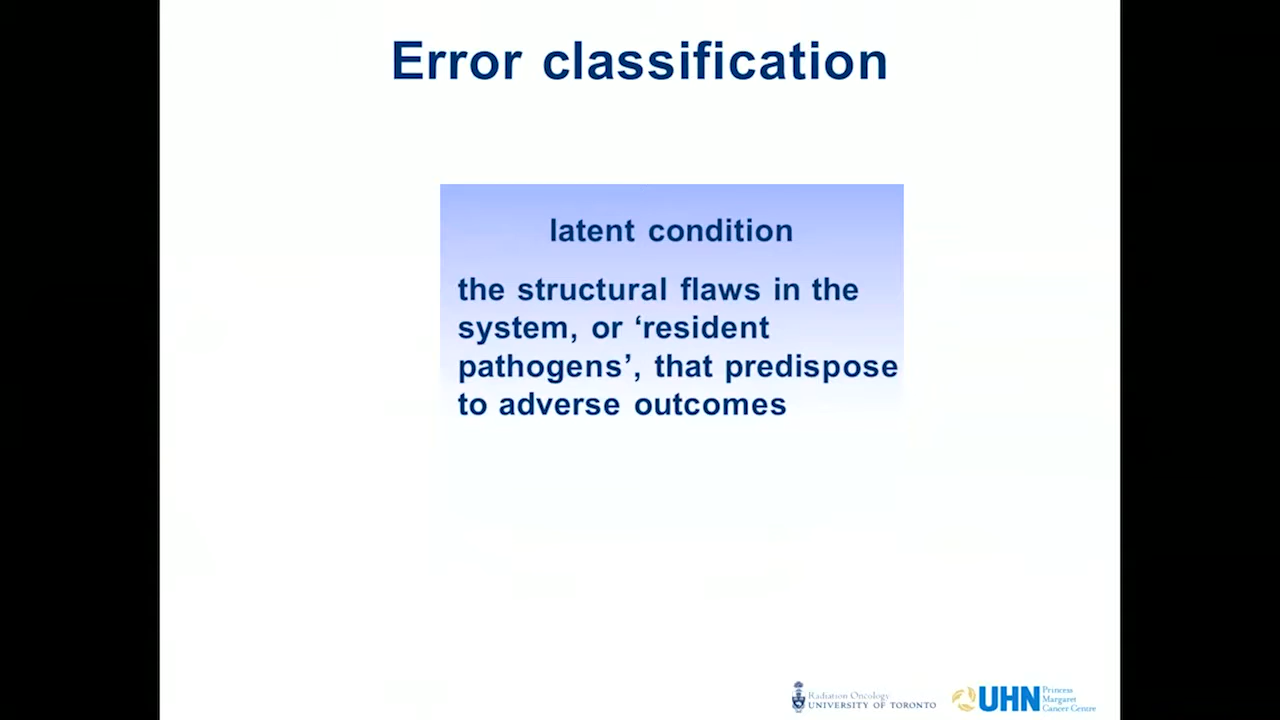 Error classification
latent condition
the structural flaws in the
system, or ‘resident
pathogens’, that predispose
to adverse outcomes
Radiation Oncology
UNIVERSITY OF TORONTO
UHN
Princess
Margaret
Cancer Centre